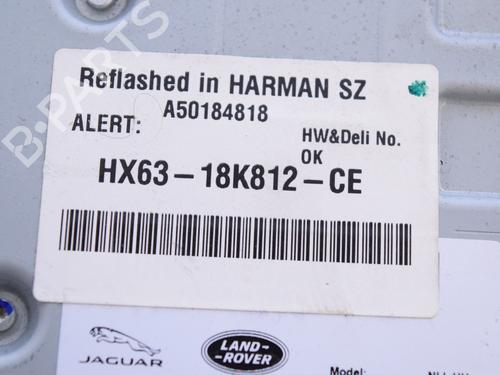 Reflashed in HARMAN SZ
A50184818
ALERT:
HW&Deli No.
OK
HX63-18K812-CE
JAGUAR
LAND-
ROVER
Model:
B-PARTS